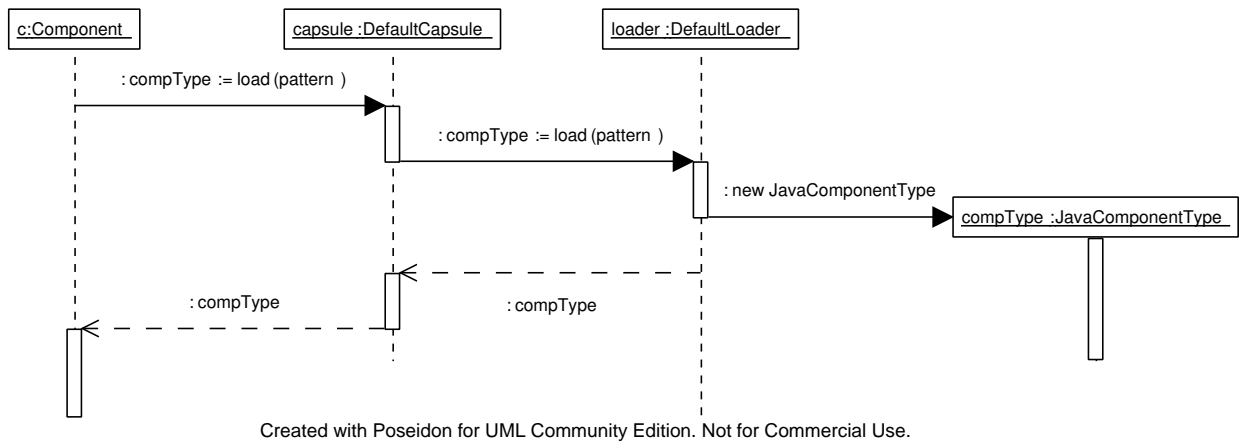 c:Component
capsule :DefaultCapsule
loader :DefaultLoader
: compType := load (pattern )
: compType := load (pattern )
: new JavaComponentType
compType :JavaComponentType
: compType
: compType
Created with Poseidon for UML Community Edition. Not for Commercial Use.